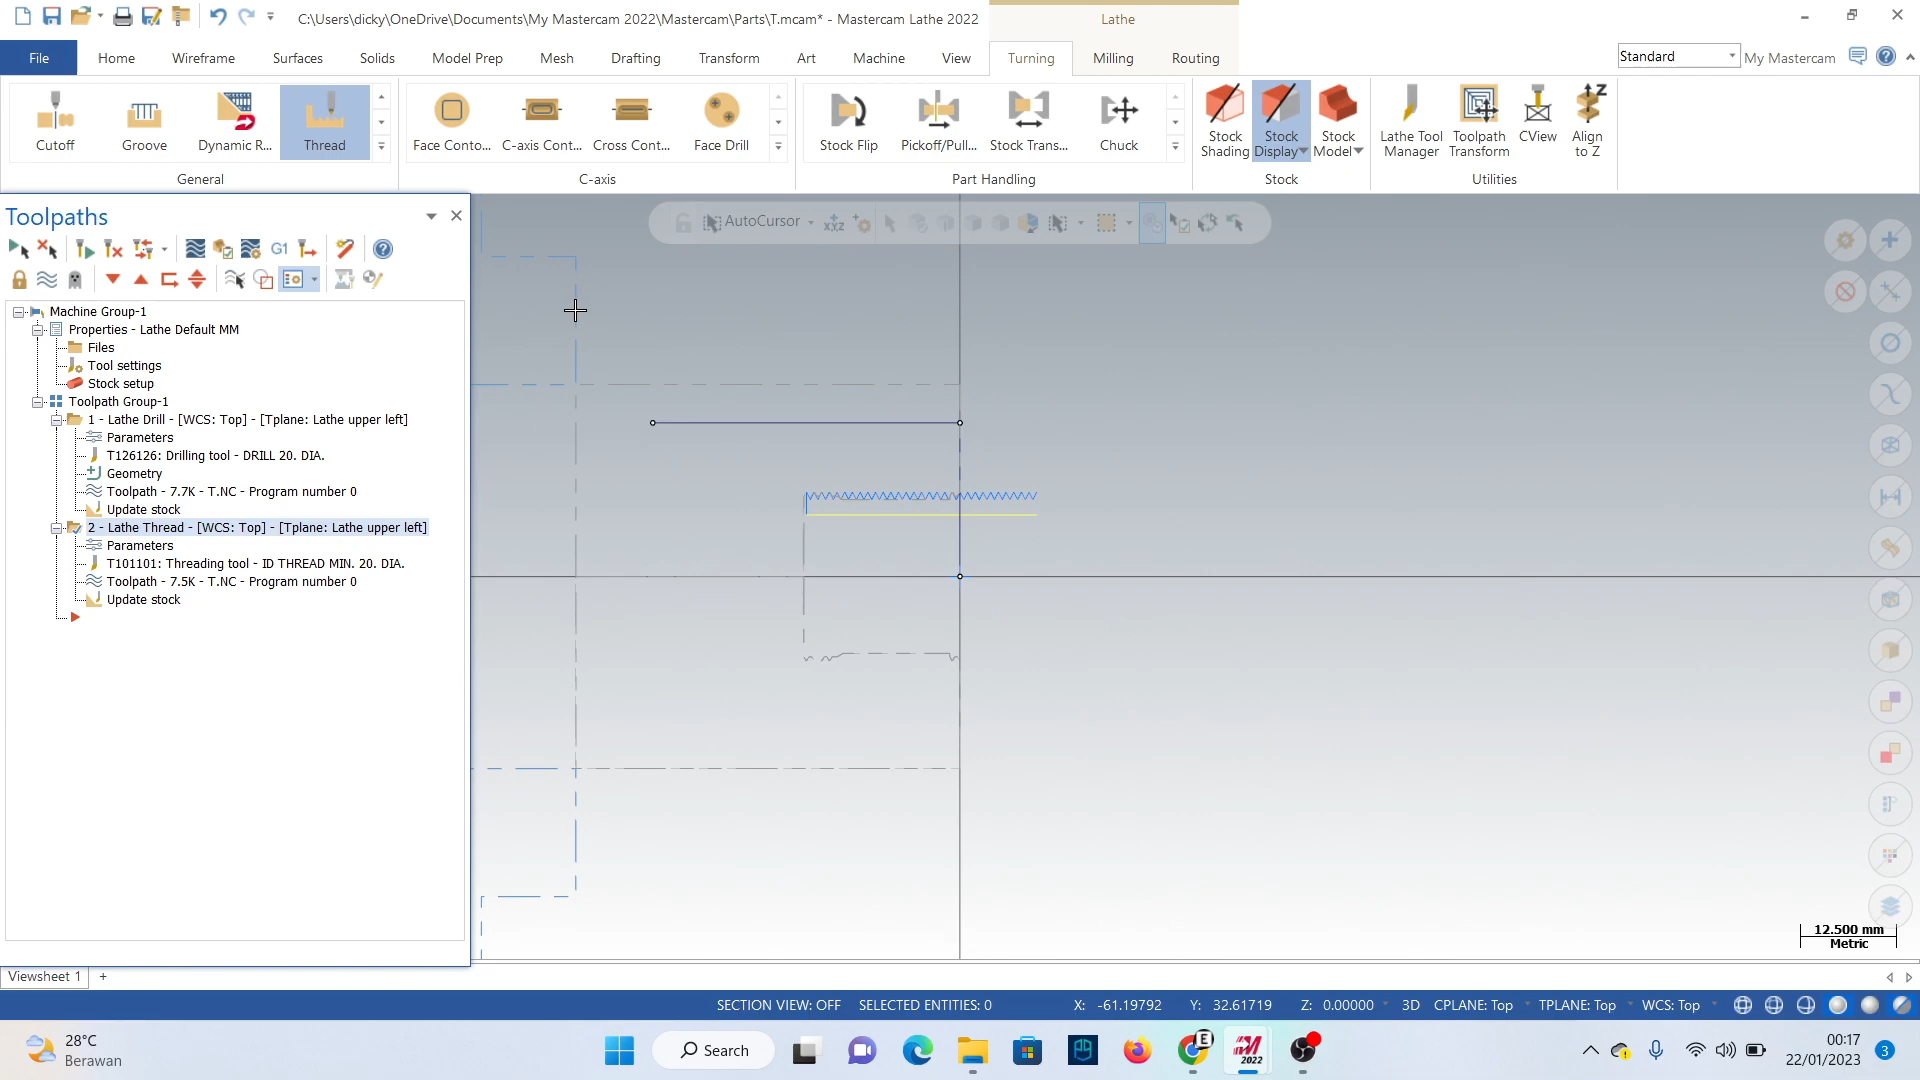 C:\Users\dicky\OneDrive\Documents\My Mastercam 2022\Mastercam\Parts\T.mcam* - Mastercam Lathe 2022
Lathe
File
Home
Wireframe
Surfaces
Solids
Model Prep
Mesh
Drafting
Transform
Art
Machine
View
Turning
Milling
Routing
Standard
My Mastercam
Cutoff
Groove
Dynamic R...
Thread
General
Face Conto...
C-axis Cont...
Cross Cont...
Face Drill
C-axis
Stock Flip
Pickoff/Pull...
Stock Trans...
Chuck
Part Handling
Stock Shading
Stock Display
Stock Model
Stock
Lathe Tool Manager
Toolpath Transform
CView
Align to Z
Utilities
Toolpaths
AutoCursor
G1
Machine Group-1
Properties - Lathe Default MM
Files
Tool settings
Stock setup
Toolpath Group-1
1 - Lathe Drill - [WCS: Top] - [Tplane: Lathe upper left]
Parameters
T126126: Drilling tool - DRILL 20. DIA.
Geometry
Toolpath - 7.7K - T.NC - Program number 0
Update stock
2 - Lathe Thread - [WCS: Top] - [Tplane: Lathe upper left]
Parameters
T101101: Threading tool - ID THREAD MIN. 20. DIA.
Toolpath - 7.5K - T.NC - Program number 0
Update stock
12.500 mm
Metric
Viewsheet 1
+
SECTION VIEW: OFF
SELECTED ENTITIES: 0
X: -61.19792
Y: 32.61719
Z: 0.00000
3D
CPLANE: Top
TPLANE: Top
WCS: Top
28°C
Berawan
Search
E
2022
00:17
22/01/2023
3